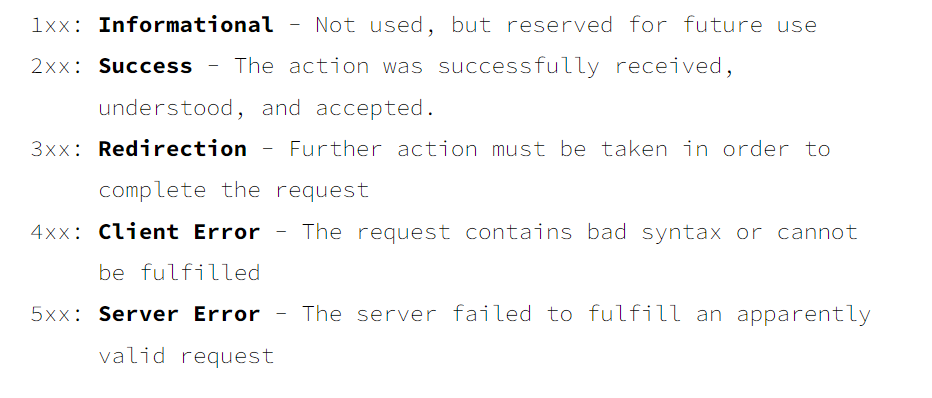 1xx: Informational - Not used, but reserved for future use
2xx: Success - The action was successfully received,
understood, and accepted.
3xx: Redirection - Further action must be taken in order to
complete the request
4xx: Client Error - The request contains bad syntax or cannot
be fulfilled
5xx: Server Error - The server failed to fulfill an apparently
valid request